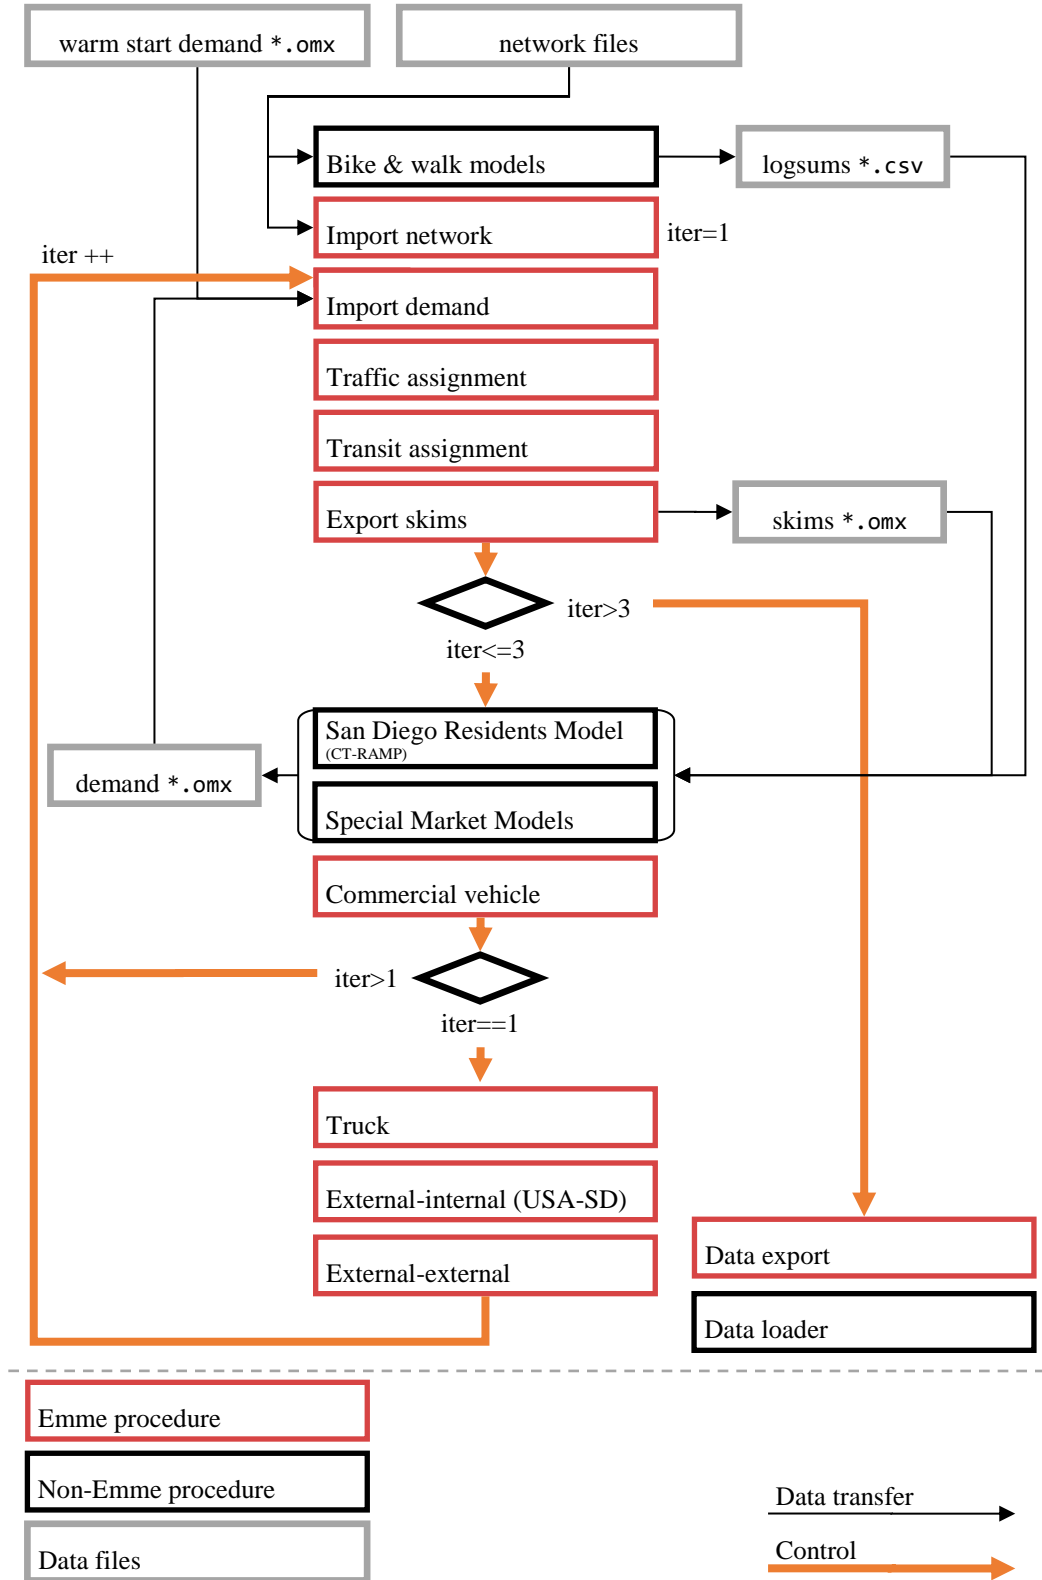 warm start demand *.omx
network files
Bike & walk models
logsums *.csv
Import network
iter=1
iter ++
Import demand
Traffic assignment
Transit assignment
Export skims
skims *.omx
iter>3
iter<=3
San Diego Residents Model
(CT-RAMP)
demand *.omx
Special Market Models
Commercial vehicle
iter>1
iter==1
Truck
External-internal (USA-SD)
External-external
Data export
Data loader
Emme procedure
Non-Emme procedure
Data files
Data transfer
Control